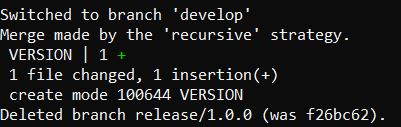 Switched to branch 'develop'
Merge made by the 'recursive' strategy.
 VERSION | 1 +
 1 file changed, 1 insertion(+)
 create mode 100644 VERSION
Deleted branch release/1.0.0 (was f26bc62).